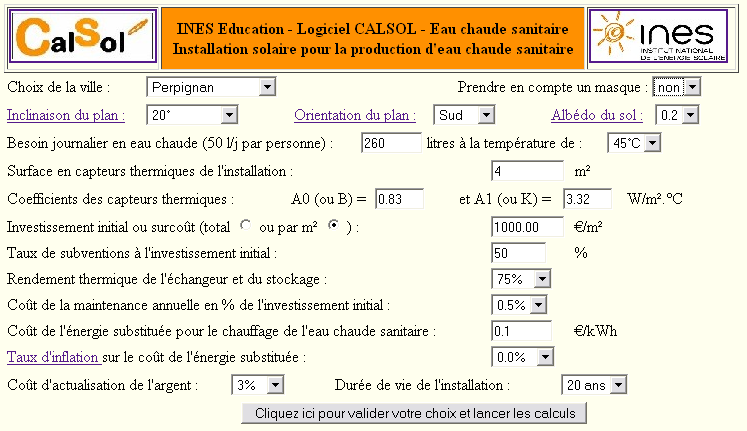 CalSol
INES Education - Logiciel CALSOL - Eau chaude sanitaire
Installation solaire pour la production d'eau chaude sanitaire
ines
INSTITUT NATIONAL
DE L'ENERGIE SOLAIRE
Choix de la ville : Perpignan Prendre en compte un masque : non
Inclinaison du plan : 20° Orientation du plan : Sud Albédo du sol : 0.2
Besoin journalier en eau chaude (50 l/j par personne) : 260 litres à la température de : 45°C
Surface en capteurs thermiques de l'installation : 4 m²
Coefficients des capteurs thermiques : A0 (ou B) = 0.83 et A1 (ou K) = 3.32 W/m².°C
Investissement initial ou surcoût (total ou par m² ) : 1000.00 €/m²
Taux de subventions à l'investissement initial : 50 %
Rendement thermique de l'échangeur et du stockage : 75%
Coût de la maintenance annuelle en % de l'investissement initial : 0.5%
Coût de l'énergie substituée pour le chauffage de l'eau chaude sanitaire : 0.1 €/kWh
Taux d'inflation sur le coût de l'énergie substituée : 0.0%
Coût d'actualisation de l'argent : 3% Durée de vie de l'installation : 20 ans
Cliquez ici pour valider votre choix et lancer les calculs